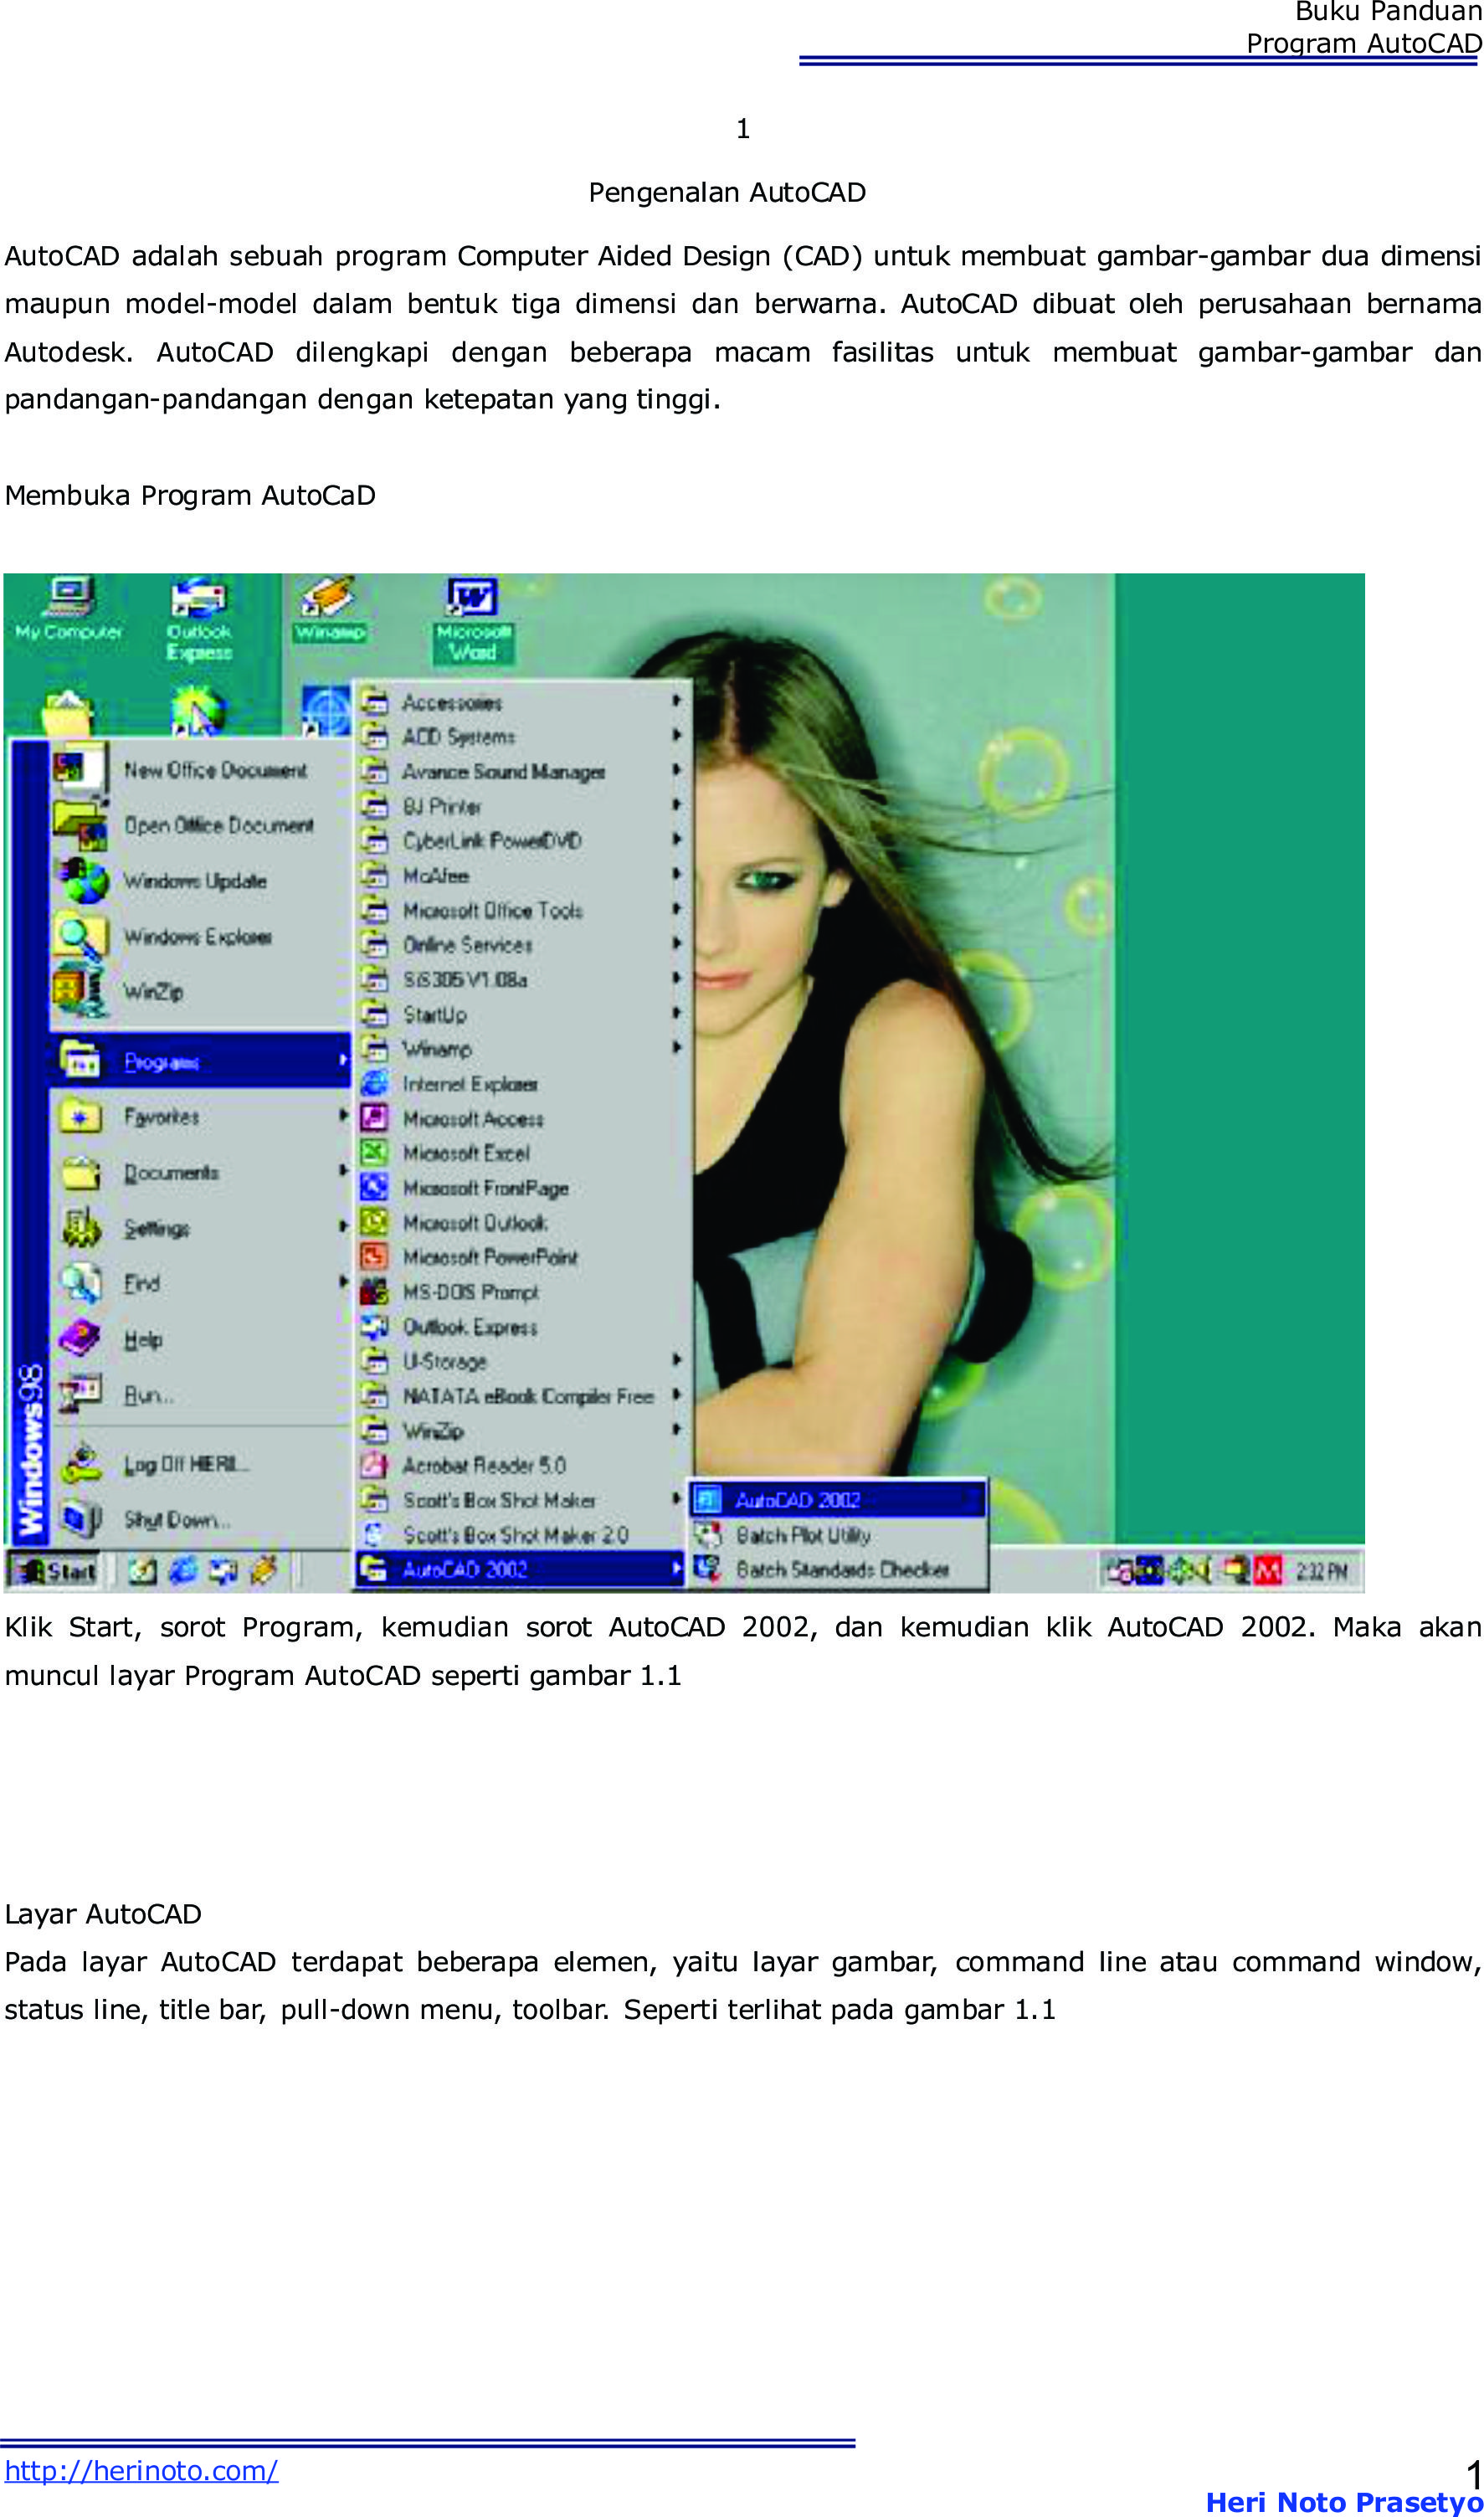 Buku Panduan
Program AutoCAD
1
Pengenalan AutoCAD
AutoCAD adalah sebuah program Computer Aided Design (CAD) untuk membuat gambar-gambar dua dimensi
maupun model-model dalam bentuk tiga dimensi dan berwarna. AutoCAD dibuat oleh perusahaan bernama
Autodesk. AutoCAD dilengkapi dengan beberapa macam fasilitas untuk membuat gambar-gambar dan
pandangan-pandangan dengan ketepatan yang tinggi.
Membuka Program AutoCaD
My Computer
Outlook
Express
Winamp
Microsoft
Word
New Office Document
Open Office Document
Windows Update
Windows Explorer
WinZip
Programs
Favorites
Documents
Settings
Find
Help
Run...
Log Off HERI...
Shut Down...
Windows98
Accessories
ACD Systems
Avance Sound Manager
BJ Printer
CyberLink PowerDVD
McAfee
Microsoft Office Tools
Online Services
SiS305 V1.08a
StartUp
Winamp
Internet Explorer
Microsoft Access
Microsoft Excel
Microsoft FrontPage
Microsoft Outlook
Microsoft PowerPoint
MS-DOS Prompt
Outlook Express
U-Storage
NATATA eBook Compiler Free
WinZip
Acrobat Reader 5.0
Scott's Box Shot Maker
Scott's Box Shot Maker 2.0
AutoCAD 2002
AutoCAD 2002
Batch Plot Utility
Batch Standards Checker
Start
2:32 PM
Klik Start, sorot Program, kemudian sorot AutoCAD 2002, dan kemudian klik AutoCAD 2002. Maka akan
muncul layar Program AutoCAD seperti gambar 1.1
Layar AutoCAD
Pada layar AutoCAD terdapat beberapa elemen, yaitu layar gambar, command line atau command window,
status line, title bar, pull-down menu, toolbar. Seperti terlihat pada gambar 1.1
http://herinoto.com/
1
Heri Noto Prasetyo